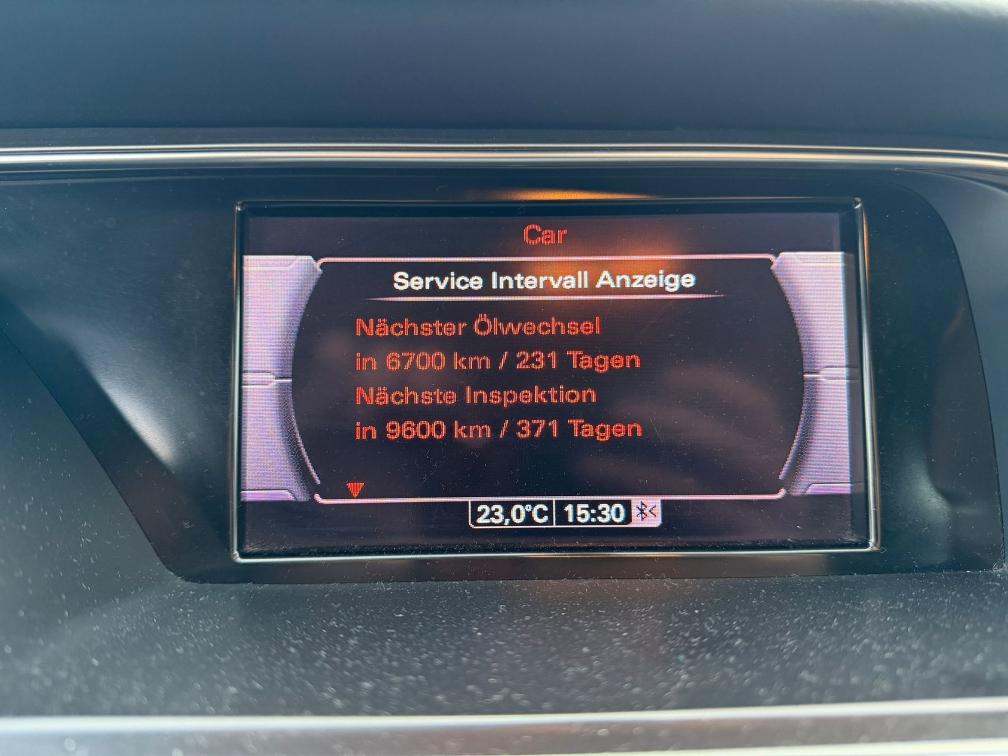 Car
Service Intervall Anzeige
Nächster Ölwechsel
in 6700 km / 231 Tagen
Nächste Inspektion
in 9600 km / 371 Tagen
23,0°C 15:30